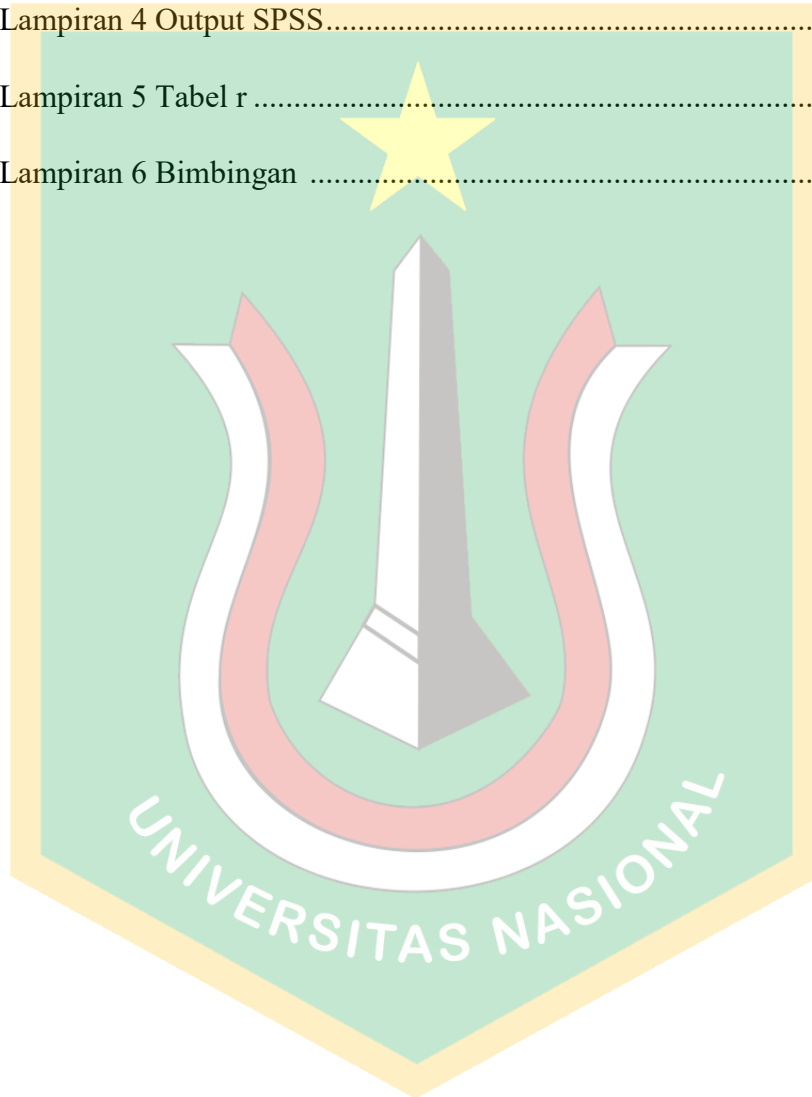 Lampiran 4 Output SPSS............................................................
Lampiran 5 Tabel r .....................................................................
Lampiran 6 Bimbingan ..............................................................
UNIVERSITAS NASIONAL